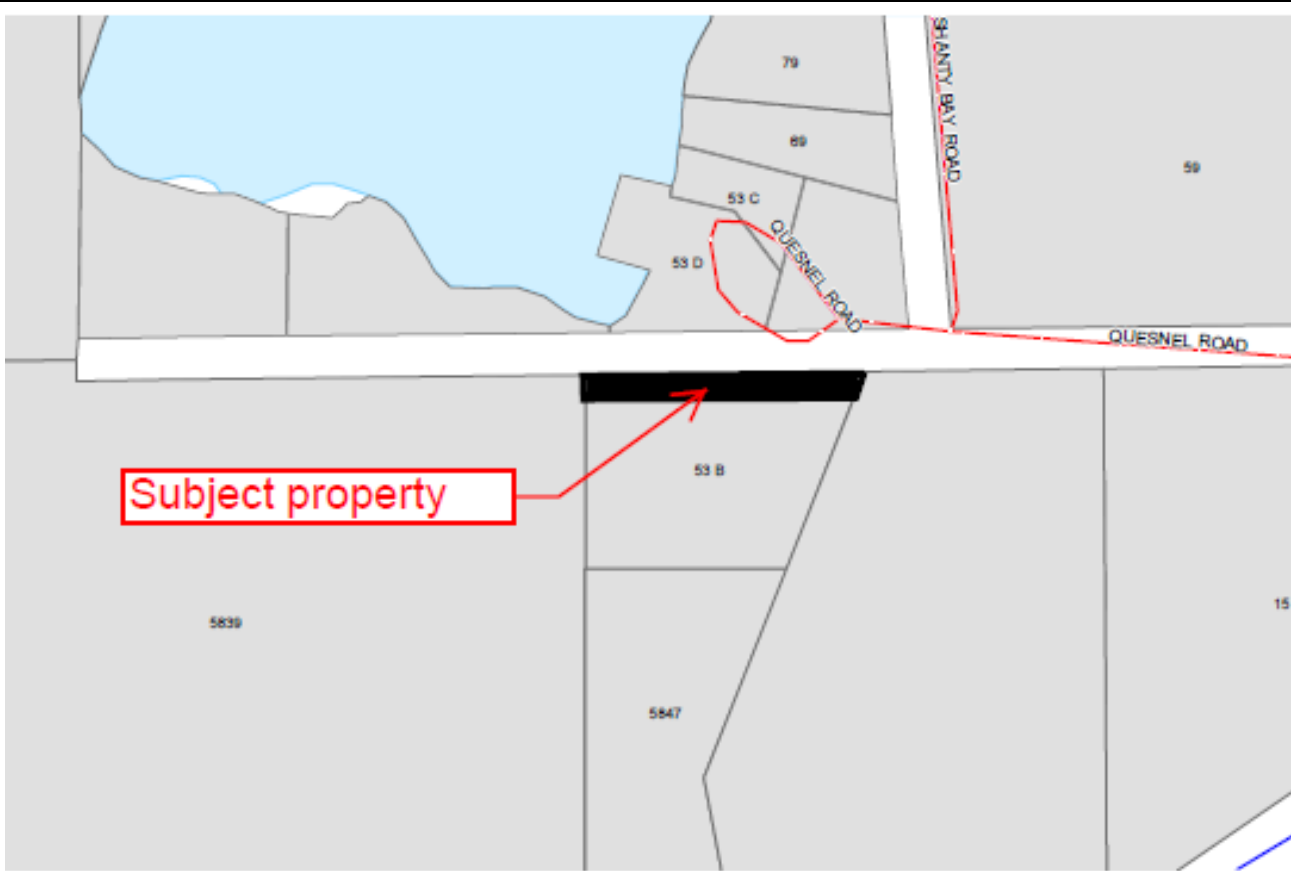 79
SHANTY BAY ROAD
69
59
53 C
QUESNEL ROAD
53 D
QUESNEL ROAD
53 B
Subject property
15
5839
5847